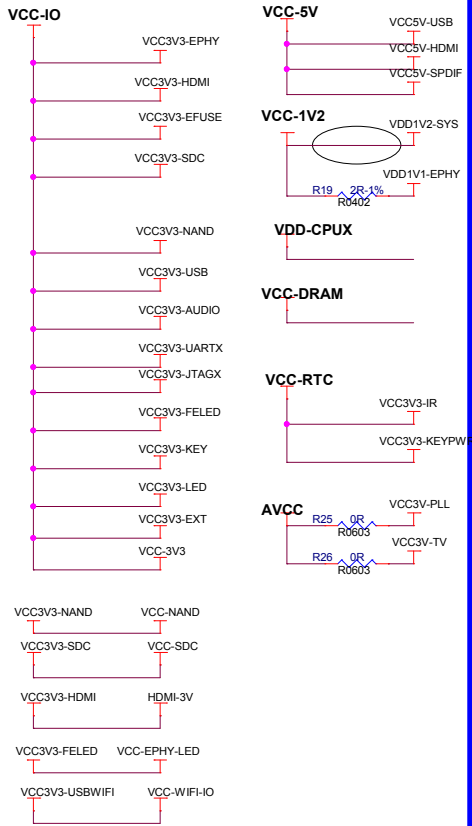 VCC-IO
VCC3V3-EPHY
VCC3V3-HDMI
VCC3V3-EFUSE
VCC3V3-SDC
VCC3V3-NAND
VCC3V3-USB
VCC3V3-AUDIO
VCC3V3-UARTX
VCC3V3-JTAGX
VCC3V3-FELED
VCC3V3-KEY
VCC3V3-LED
VCC3V3-EXT
VCC-3V3
VCC3V3-NAND VCC-NAND
VCC3V3-SDC VCC-SDC
VCC3V3-HDMI HDMI-3V
VCC3V3-FELED VCC-EPHY-LED
VCC3V3-USBWIFI VCC-WIFI-IO
VCC-5V
VCC5V-USB
VCC5V-HDMI
VCC5V-SPDIF
VCC-1V2
VDD1V2-SYS
VDD1V1-EPHY
R19 2R-1%
R0402
VDD-CPUX
VCC-DRAM
VCC-RTC
VCC3V3-IR
VCC3V3-KEYPW
AVCC
VCC3V-PLL
R25 0R
R0603
VCC3V-TV
R26 0R
R0603